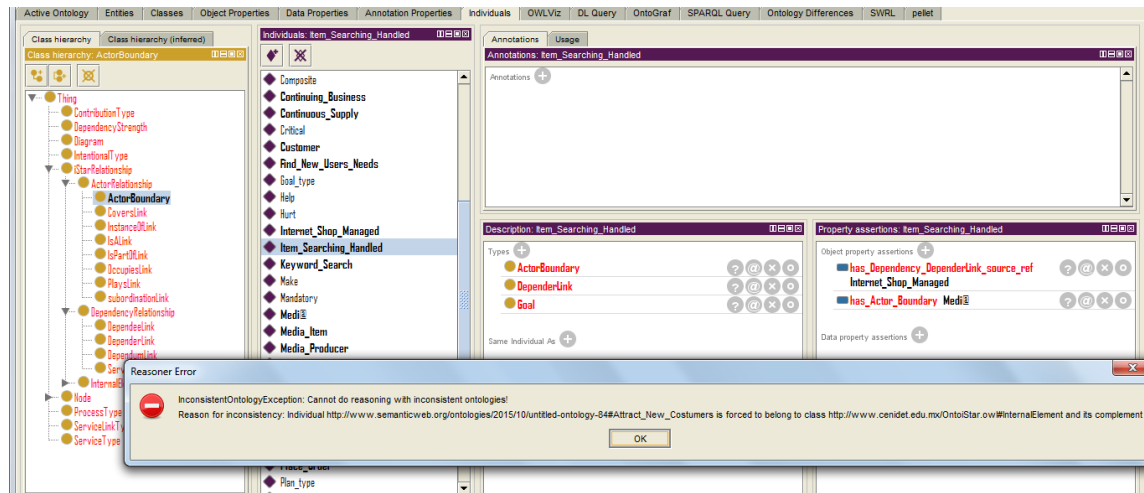 Active Ontology Entities Classes Object Properties Data Properties Annotation Properties Individuals OWLViz DL Query OntoGraf SPARQL Query Ontology Differences SWRL pellet
Class hierarchy Class hierarchy (inferred)
Class hierarchy: ActorBoundary
Thing
ContributionType
DependencyStrength
Diagram
IntentionalType
iStarRelationship
ActorRelationship
ActorBoundary
CoversLink
InstanceOfLink
IsALink
IsPartOfLink
OccupiesLink
PlaysLink
subordinationLink
DependencyRelationship
DependeeLink
DependerLink
DependumLink
Serv
InternalE
Node
ProcessType
ServiceLinkTy
ServiceType
Individuals: Item_Searching_Handled
Composite
Continuing_Business
Continuous_Supply
Critical
Customer
Find_New_Users_Needs
Goal_type
Help
Hurt
Internet_Shop_Managed
Item_Searching_Handled
Keyword_Search
Make
Mandatory
Medi
Media_Item
Media_Producer
Place_Order
Plan_type
Annotations Usage
Annotations: Item_Searching_Handled
Annotations
Description: Item_Searching_Handled
Types
ActorBoundary
DependerLink
Goal
Same Individual As
Property assertions: Item_Searching_Handled
Object property assertions
has_Dependency_DependerLink_source_ref
Internet_Shop_Managed
has_Actor_Boundary Medi
Data property assertions
Reasoner Error
InconsistentOntologyException: Cannot do reasoning with inconsistent ontologies!
Reason for inconsistency: Individual http://www.semanticweb.org/ontologies/2015/10/untitled-ontology-84#Attract_New_Costumers is forced to belong to class http://www.cenidet.edu.mx/OntoiStar.owl#InternalElement and its complement
OK